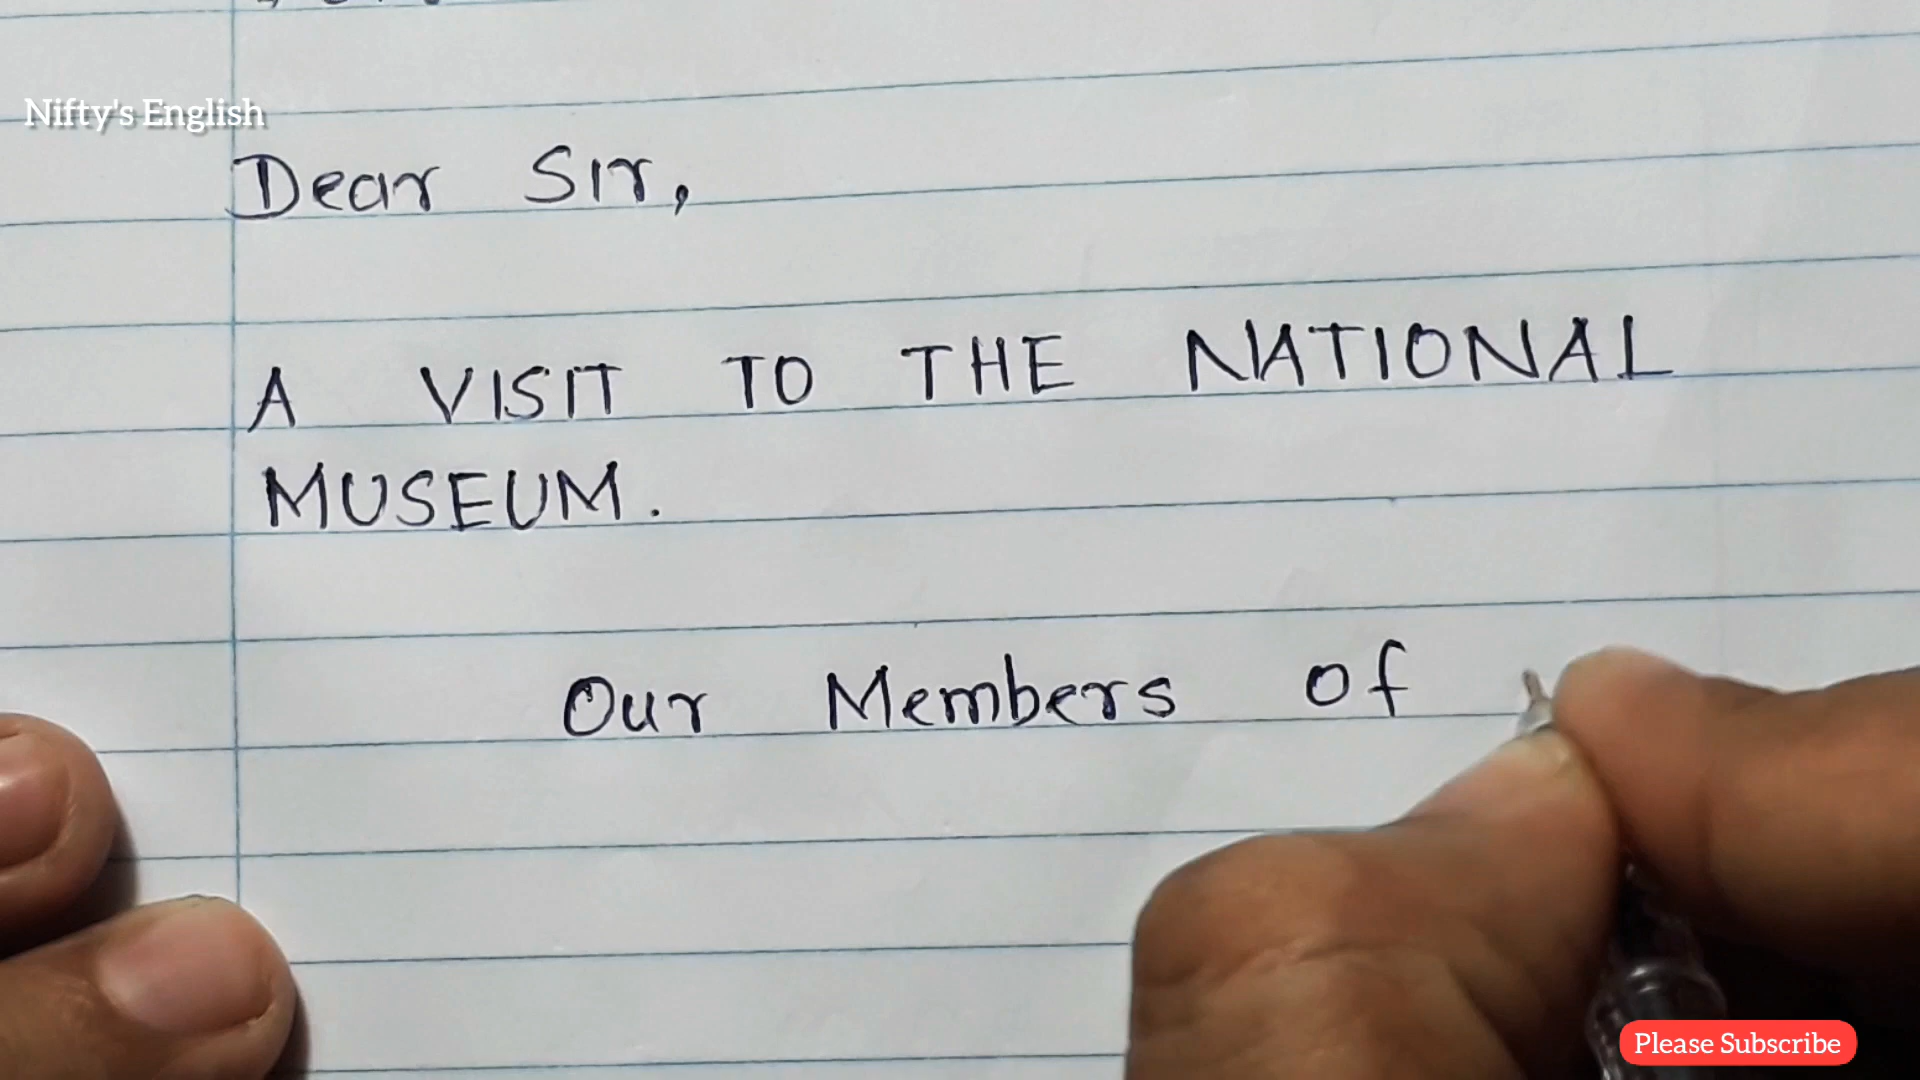 Nifty's English
Dear Sir,
A VISIT TO THE NATIONAL
MUSEUM.
Our Members of
Please Subscribe